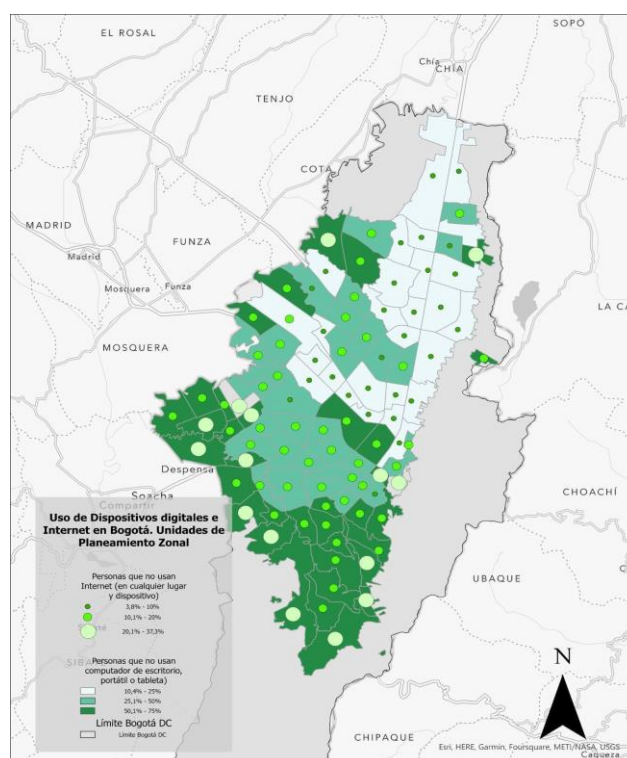 SOPÓ
EL ROSAL
Chía
CHÍA
TENJO
COTA
MADRID
Madrid
FUNZA
Mosquera
Funza
LA CA
MOSQUERA
Despensa
Soacha
Compartir
CHOACHÍ
Uso de Dispositivos digitales e
Internet en Bogotá. Unidades de
Planeamiento Zonal
Personas que no usan
Internet (en cualquier lugar
y dispositivo)
3,8% - 10%
10,1% - 20%
20,1% - 37,3%
UBAQUE
SIBA
Personas que no usan
computador de escritorio,
portátil o tableta)
10,4% - 25%
25,1% - 50%
50,1% - 75%
Límite Bogotá DC
Límite Bogotá DC
N
CHIPAQUE
Esri, HERE, Garmin, Foursquare, METI/NASA, USGS
Caqueza